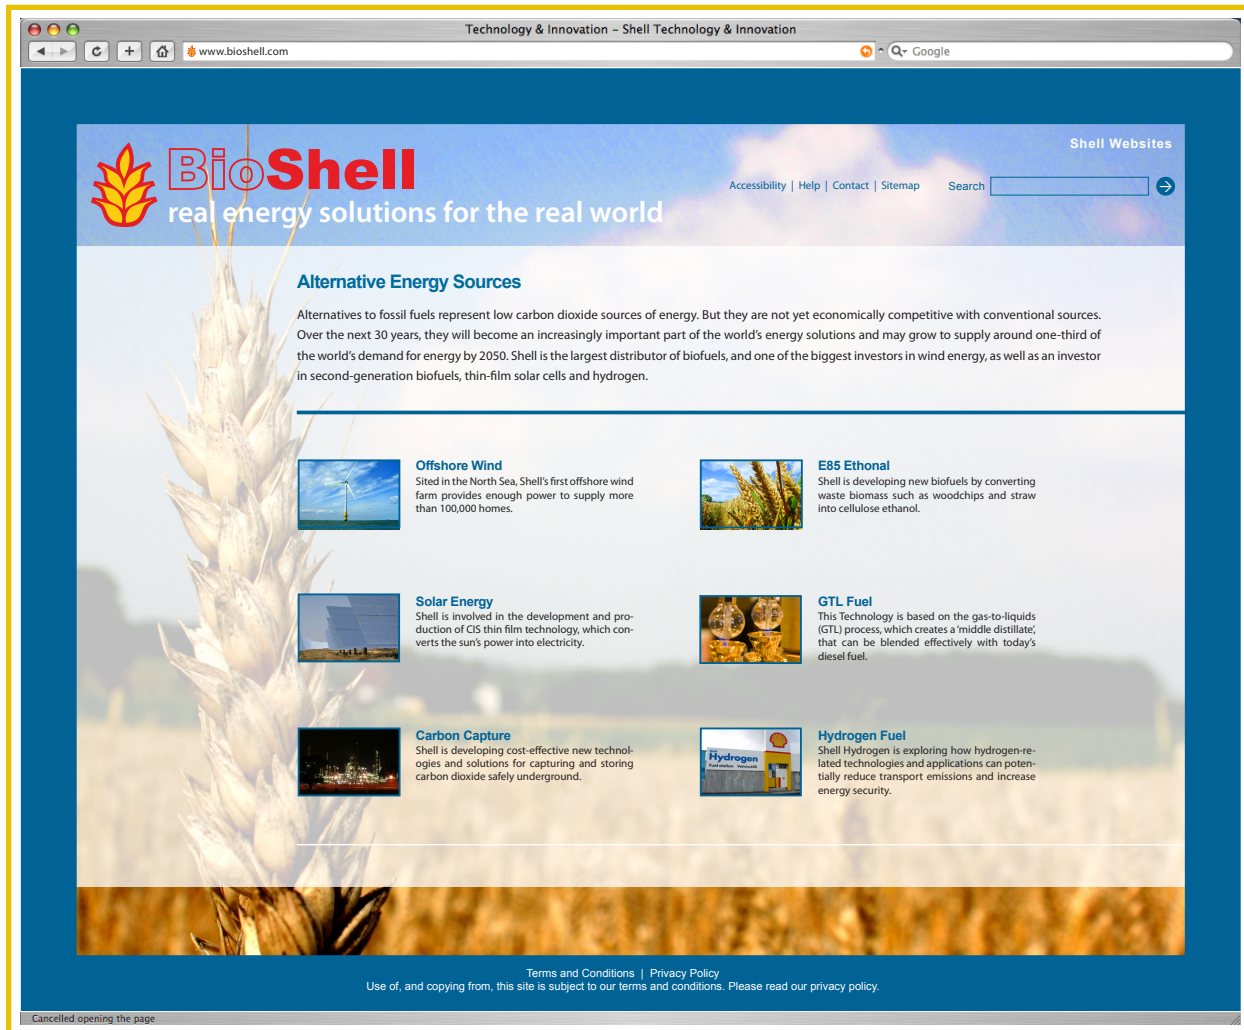 Technology & Innovation – Shell Technology & Innovation
www.bioshell.com
Google
Shell Websites
BioShell
real energy solutions for the real world
Accessibility | Help | Contact | Sitemap
Search
Alternative Energy Sources
Alternatives to fossil fuels represent low carbon dioxide sources of energy. But they are not yet economically competitive with conventional sources.
Over the next 30 years, they will become an increasingly important part of the world's energy solutions and may grow to supply around one-third of
the world's demand for energy by 2050. Shell is the largest distributor of biofuels, and one of the biggest investors in wind energy, as well as an investor
in second-generation biofuels, thin-film solar cells and hydrogen.
Offshore Wind
Sited in the North Sea, Shell's first offshore wind
farm provides enough power to supply more
than 100,000 homes.
E85 Ethonal
Shell is developing new biofuels by converting
waste biomass such as woodchips and straw
into cellulose ethanol.
Solar Energy
Shell is involved in the development and pro-
duction of CIS thin film technology, which con-
verts the sun's power into electricity.
GTL Fuel
This Technology is based on the gas-to-liquids
(GTL) process, which creates a 'middle distillate',
that can be blended effectively with today's
diesel fuel.
Carbon Capture
Shell is developing cost-effective new technol-
ogies and solutions for capturing and storing
carbon dioxide safely underground.
Hydrogen
Fuel station
Hydrogen Fuel
Shell Hydrogen is exploring how hydrogen-re-
lated technologies and applications can poten-
tially reduce transport emissions and increase
energy security.
Terms and Conditions | Privacy Policy
Use of, and copying from, this site is subject to our terms and conditions. Please read our privacy policy.
Cancelled opening the page